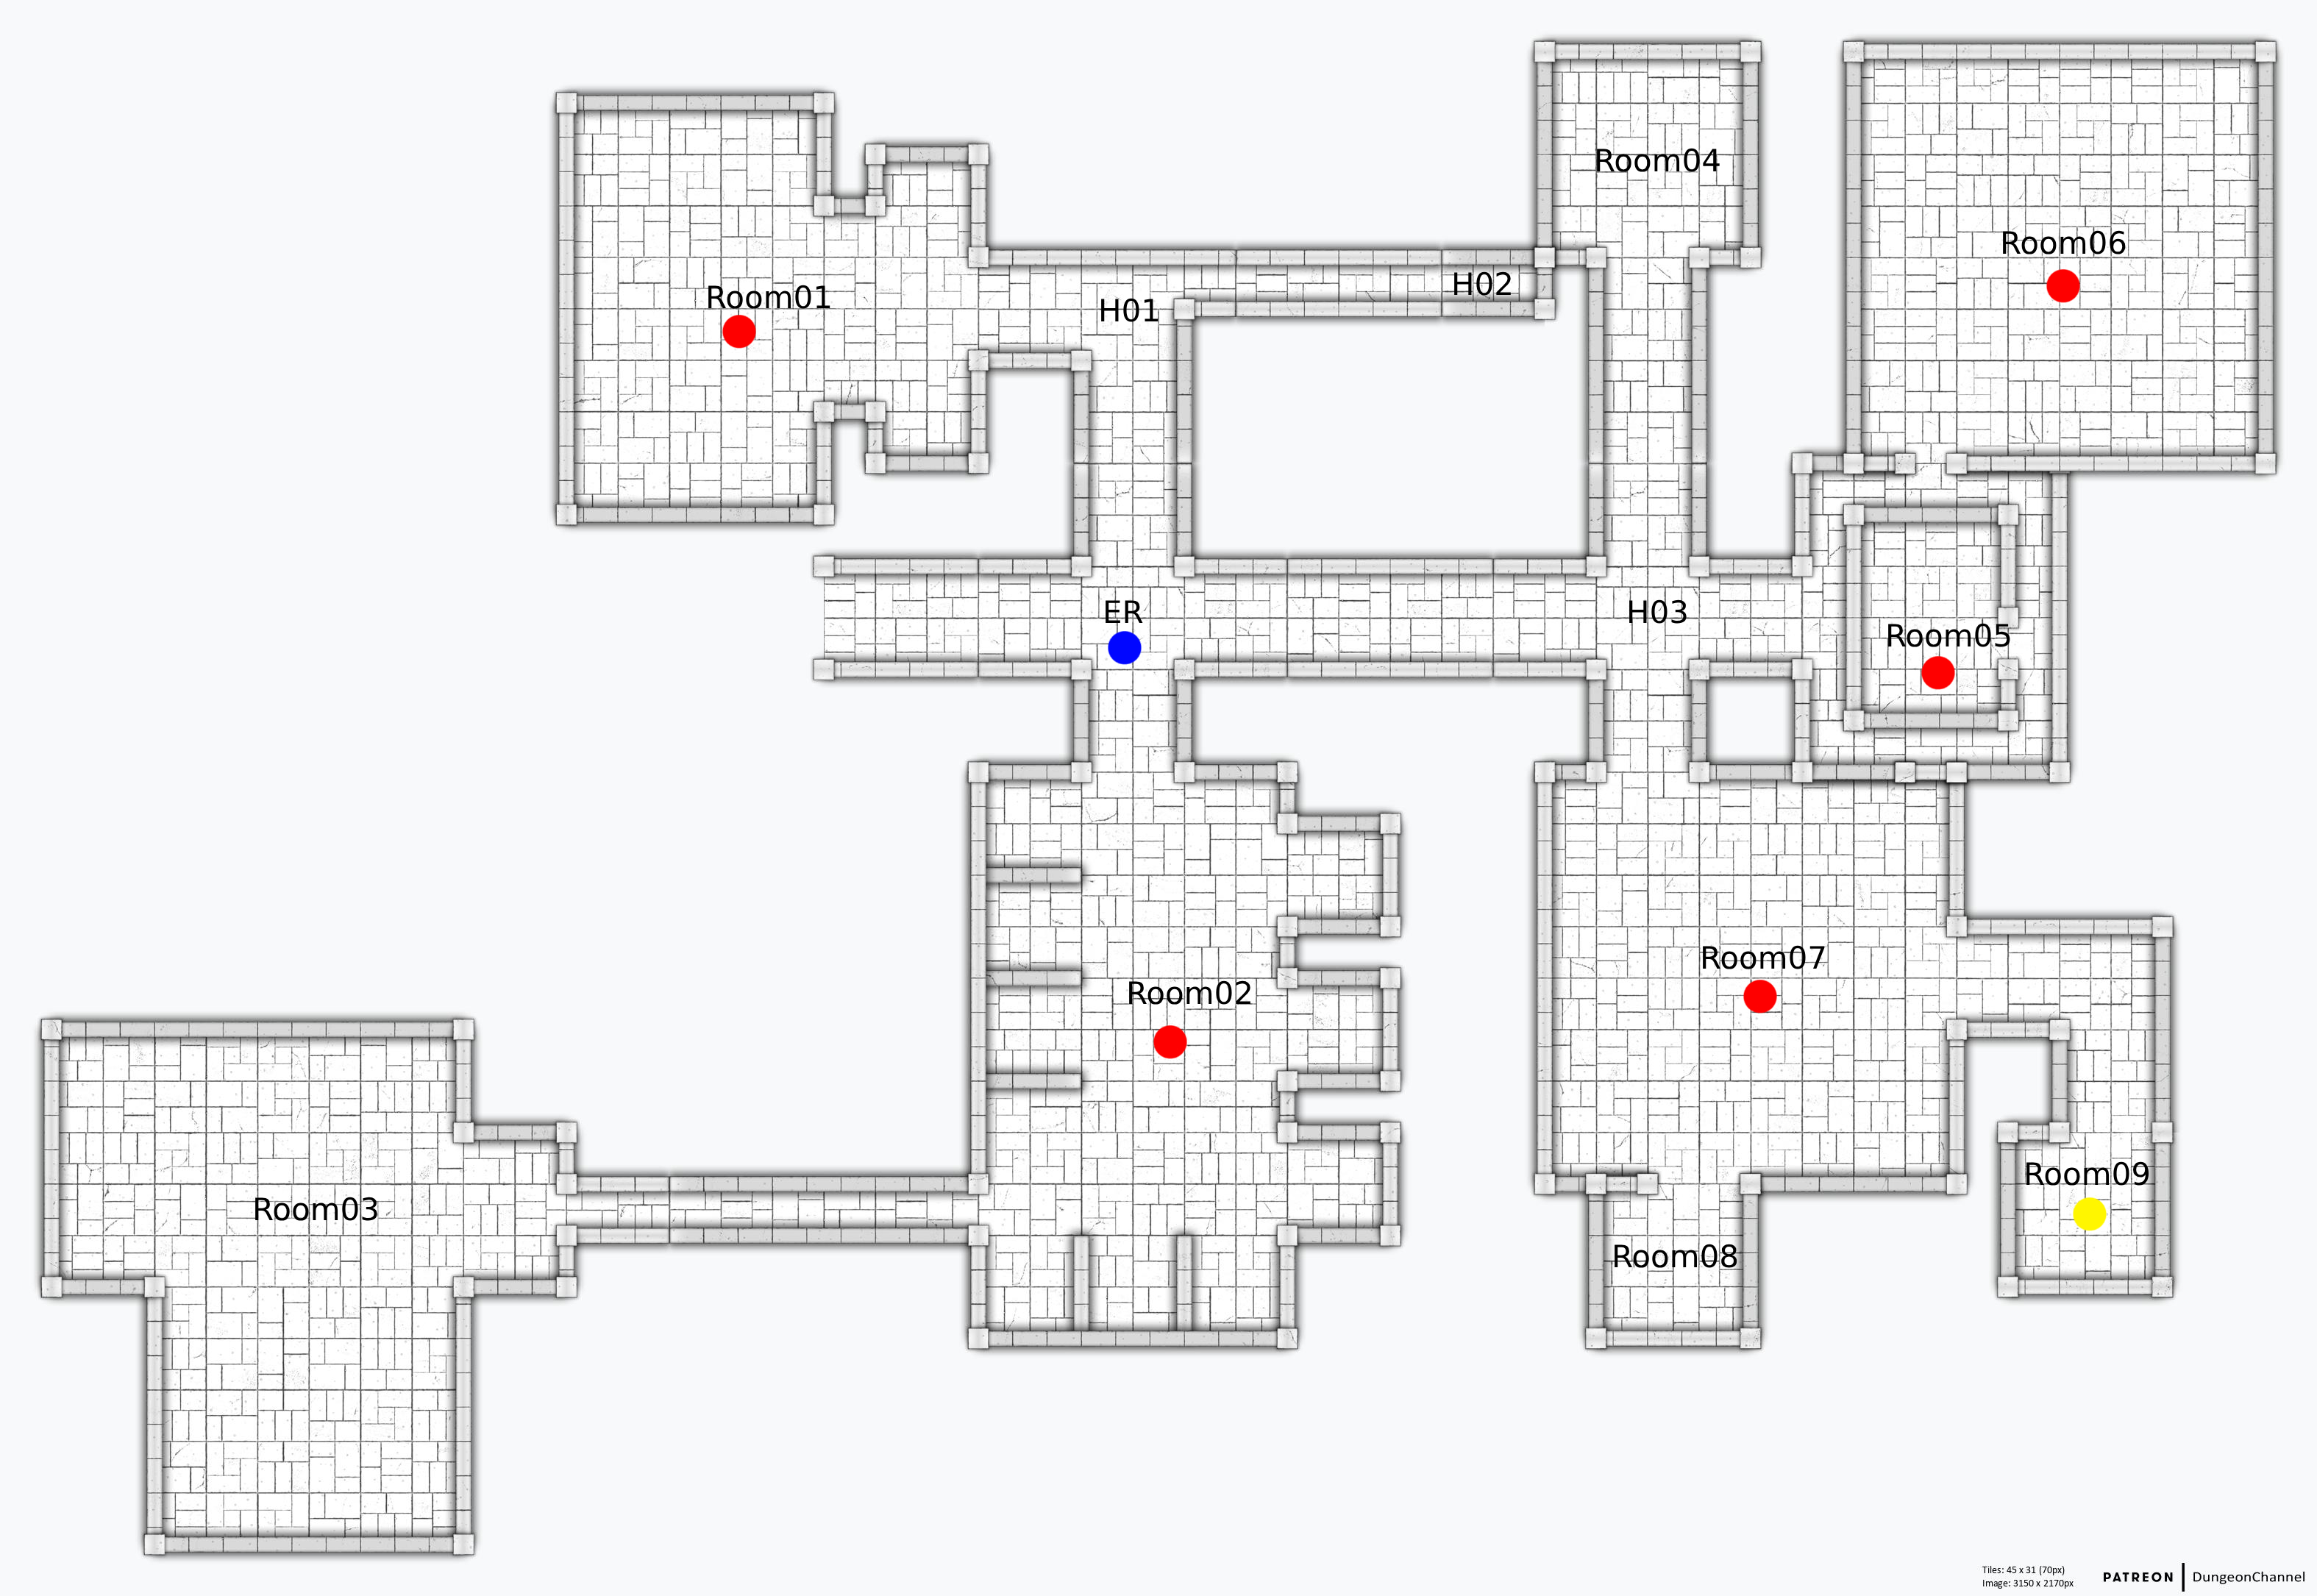 Room04
Room06
Room01
H02
H01
ER
H03
Room05
Room07
Room02
Room09
Room03
Room08
Tiles: 45 x 31 (70px)
Image: 3150 x 2170px
PATREON | DungeonChannel